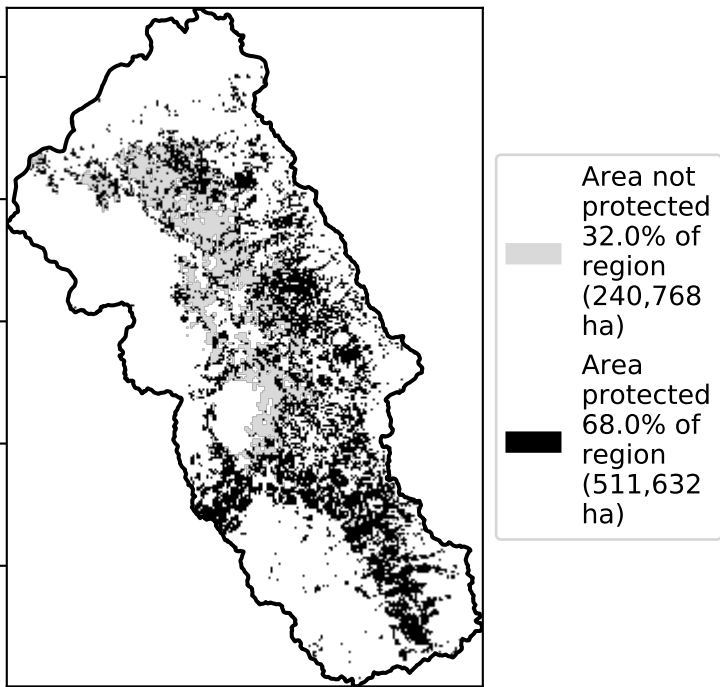 Area not
protected
32.0% of
region
(240,768
ha)
Area
protected
68.0% of
region
(511,632
ha)